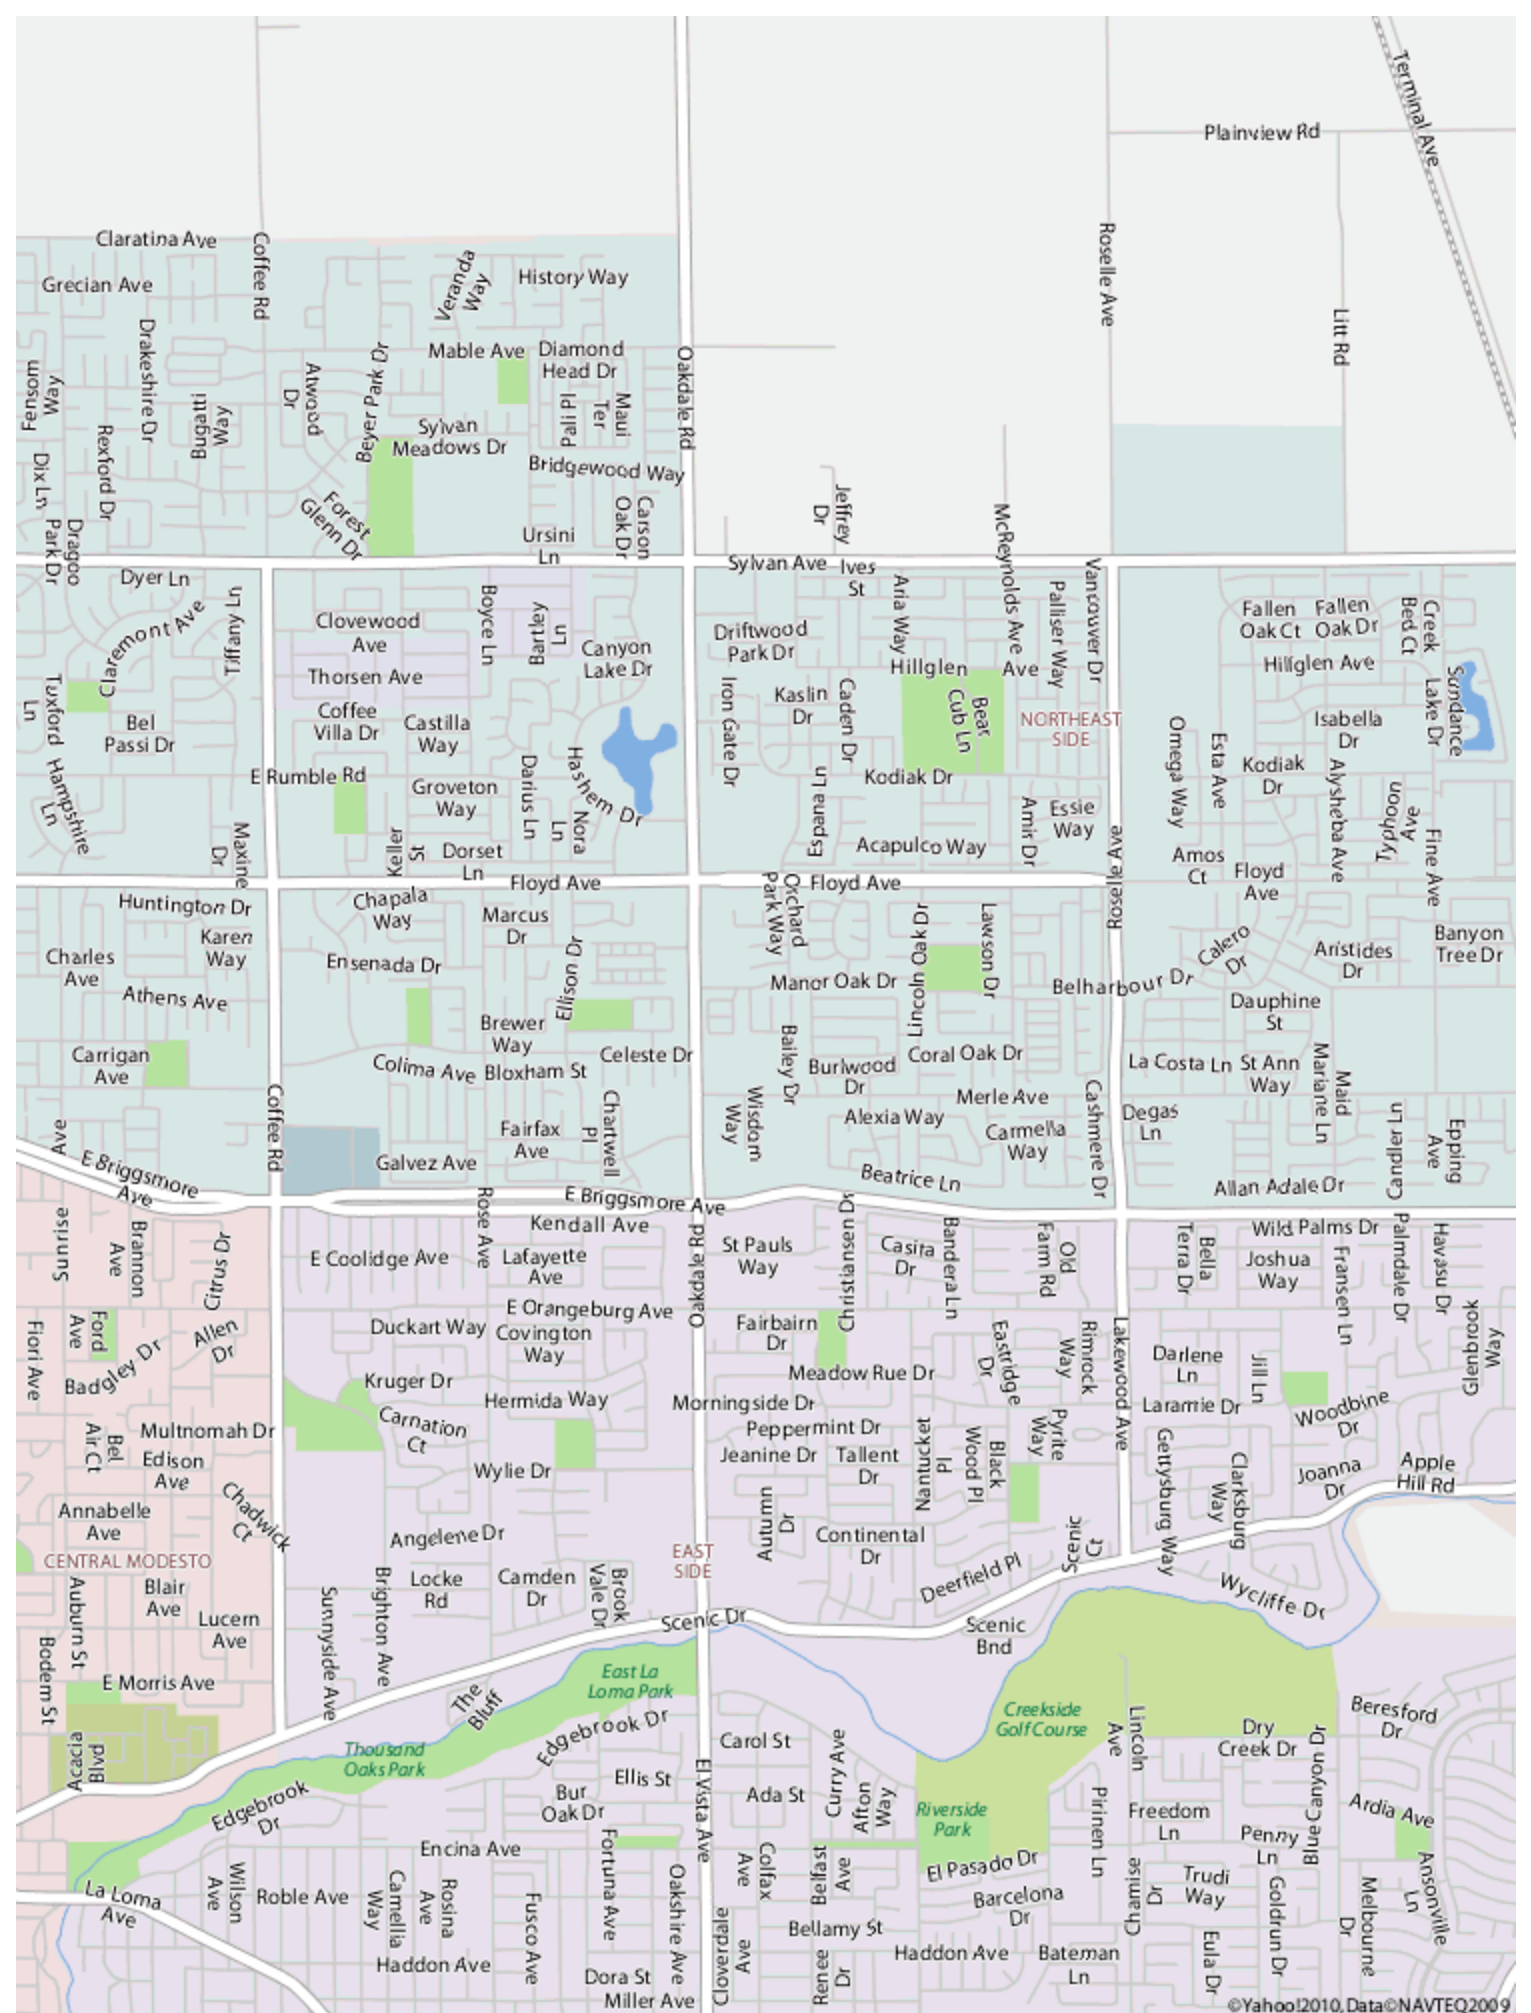 Terminal Ave
Plainview Rd
Claratina Ave
Coffee Rd
Roselle Ave
Grecian Ave
Veranda
Way
History Way
Litt Rd
Drakeshire Dr
Mable Ave
Diamond
Head Dr
Oakdale Rd
Fensom
Way
Bugatti
Way
Atwood
Dr
Beyer Park Dr
Pali Pl
Maui
Ter
Sylvan
Meadows Dr
Rexford Dr
Bridgewood Way
Dix Ln
Forest
Glenn Dr
Carson
Oak Dr
Jeffrey
Dr
Dragoo
Park Dr
Ursini
Ln
McReynolds Ave
Sylvan Ave
Ives
St
Vancouver Dr
Dyer Ln
Claremont Ave
Tiffany Ln
Clovewood
Ave
Boyce Ln
Bartley
Ln
Canyon
Lake Dr
Driftwood
Park Dr
Aria Way
Palliser Way
Fallen
Oak Ct
Fallen
Oak Dr
Creek
Bed Ct
Hillglen
Ave
Hillglen Ave
Thorsen Ave
Tuxford
Ln
Bel
Passi Dr
Coffee
Villa Dr
Castilla
Way
Iron Gate Dr
Kaslin
Dr
Caden Dr
Bear
Cub Ln
NORTHEAST
SIDE
Omega Way
Esta Ave
Isabella
Dr
Sundance
Lake Dr
Hampshire
Ln
E Rumble Rd
Groveton
Way
Darius Ln
Hashem Dr
Nora
Ln
Espana Ln
Kodiak Dr
Kodiak
Dr
Alysheba Ave
Typhoon
Ave
Amir Dr
Essie
Way
Maxine
Dr
Keller
St
Dorset
Ln
Acapulco Way
Roselle Ave
Amos
Ct
Floyd
Ave
Fine Ave
Floyd Ave
Floyd Ave
Huntington Dr
Chapala
Way
Marcus
Dr
Orchard
Park Way
Lincoln Oak Dr
Lawson Dr
Karen
Way
Charles
Ave
Ensenada Dr
Ellison Dr
Manor Oak Dr
Belharbour Dr
Calero
Dr
Aristides
Dr
Banyon
Tree Dr
Athens Ave
Brewer
Way
Dauphine
St
Carrigan
Ave
Colima Ave
Bloxham St
Celeste Dr
Bailey Dr
Burlwood
Dr
Coral Oak Dr
La Costa Ln
St Ann
Way
Maid
Mariane Ln
Coffee Rd
Chartwell
Pl
Wisdom
Way
Merle Ave
Alexia Way
Cashmere Dr
Degas
Ln
Candler Ln
Epping
Ave
Ave
Fairfax
Ave
Carmella
Way
Galvez Ave
Beatrice Ln
Allan Adale Dr
E Briggsmore
Ave
E Briggsmore Ave
Rose Ave
Kendall Ave
Oakdale Rd
Christiansen Dr
Bandera Ln
Old
Farm Rd
Wild Palms Dr
Bella
Terra Dr
Joshua
Way
Fransen Ln
Palmdale Dr
Havasu Dr
Sunrise
Brannon
Ave
Citrus Dr
E Coolidge Ave
Lafayette
Ave
St Pauls
Way
Casita
Dr
Ford
Ave
Fiori Ave
Allen
Dr
Badgley Dr
E Orangeburg Ave
Duckart Way
Covington
Way
Fairbairn
Dr
Eastridge
Dr
Rimrock
Way
Lakewood Ave
Darlene
Ln
Jill Ln
Glenbrook
Way
Kruger Dr
Hermida Way
Meadow Rue Dr
Morningside Dr
Laramie Dr
Woodbine
Dr
Bel
Air Ct
Multnomah Dr
Carnation
Ct
Peppermint Dr
Nantucket
Pl
Black
Wood Pl
Pyrite
Way
Gettysburg Way
Clarksburg
Way
Edison
Ave
Wylie Dr
Jeanine Dr
Tallent
Dr
Joanna
Dr
Apple
Hill Rd
Annabelle
Ave
Chadwick
Ct
Angelene Dr
Autumn
Dr
Continental
Dr
Scenic
Ct
CENTRAL MODESTO
EAST
SIDE
Auburn St
Blair
Ave
Sunnyside Ave
Brighton Ave
Locke
Rd
Camden
Dr
Brook
Vale Dr
Deerfield Pl
Wycliffe Dr
Lucern
Ave
Scenic Dr
Scenic
Bnd
Bodem St
E Morris Ave
The
Bluff
East La
Loma Park
Creekside
Golf Course
Lincoln
Ave
Beresford
Dr
Acacia
Blvd
Thousand
Oaks Park
Edgebrook Dr
Carol St
Curry Ave
Dry
Creek Dr
Blue Canyon Dr
Edgebrook
Dr
Bur
Oak Dr
Ellis St
El Vista Ave
Ada St
Afton
Way
Riverside
Park
Pirinen Ln
Freedom
Ln
Penny
Ln
Ardia Ave
Encina Ave
Fortuna Ave
Colfax
Ave
Belfast
Ave
El Pasado Dr
La Loma
Ave
Wilson
Ave
Roble Ave
Camellia
Way
Rosina
Ave
Fusco Ave
Oakshire Ave
Barcelona
Dr
Chamise
Dr
Trudi
Way
Goldrun Dr
Melbourne
Dr
Ansonville
Ln
Cloverdale
Ave
Bellamy St
Renee
Dr
Haddon Ave
Haddon Ave
Bateman
Ln
Eula Dr
Dora St
Miller Ave
©Yahoo!2010, Data©NAVTEQ2009